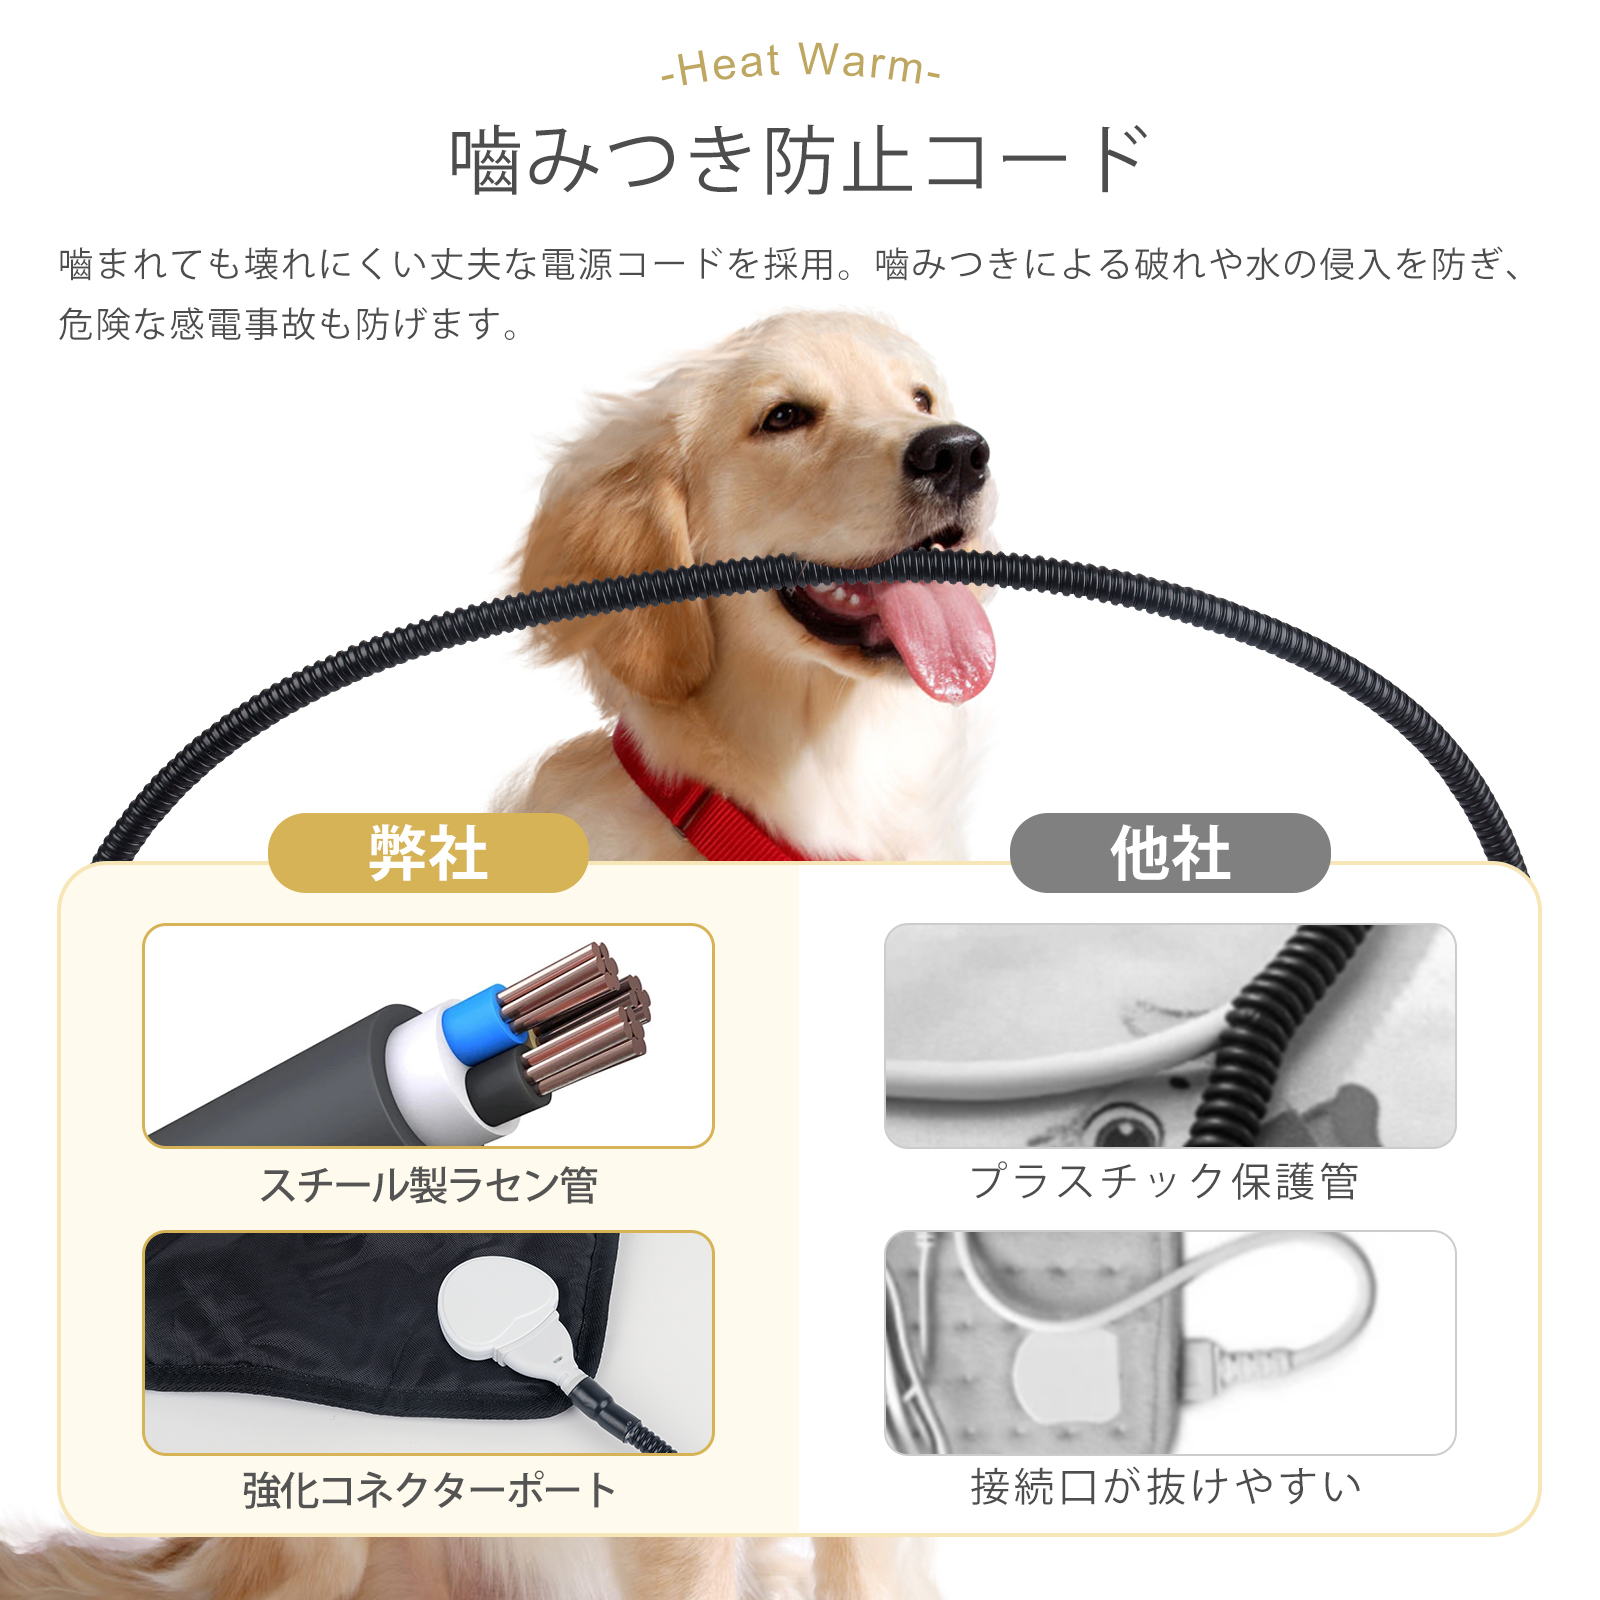 -Heat Warm-
嚙みつき防止コード
嚙まれても壊れにくい丈夫な電源コードを採用。嚙みつきによる破れや水の侵入を防ぎ、
危険な感電事故も防げます。
弊社
他社
スチール製ラセン管
プラスチック保護管
強化コネクターポート
接続口が抜けやすい